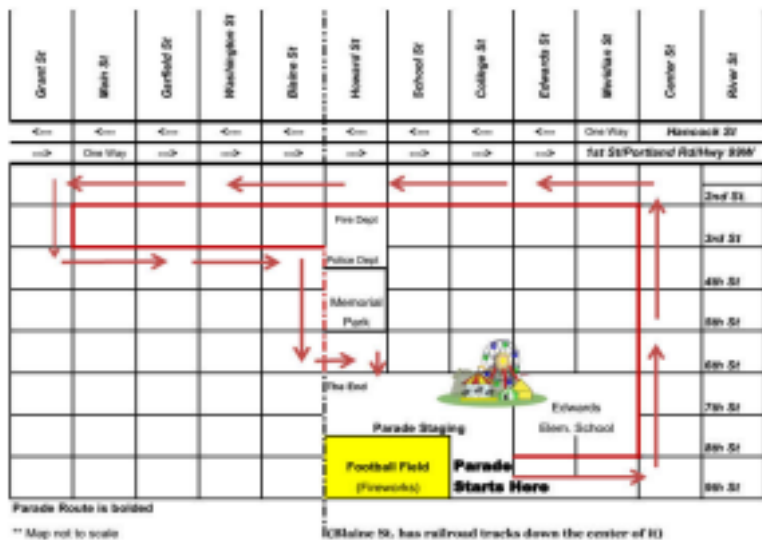 Grant St
Main St
Garfield St
Washington St
Blaine St
Howard St
School St
College St
Edwards St
Meridian St
Center St
River St
<--- <--- <--- <--- <--- <--- <--- <--- <--- One Way Hancock St
---> One Way ---> ---> ---> ---> ---> ---> ---> 1st St/Portland Rd/Hwy 99W
2nd St.
Fire Dept
3rd St
Police Dept
4th St
Memorial
Park
5th St
6th St
The End
7th St
Edwards
Elem. School
Parade Staging
8th St
Football Field
(Fireworks)
Parade
Starts Here
9th St
Parade Route is bolded
** Map not to scale
(Blaine St. has railroad tracks down the center of it)